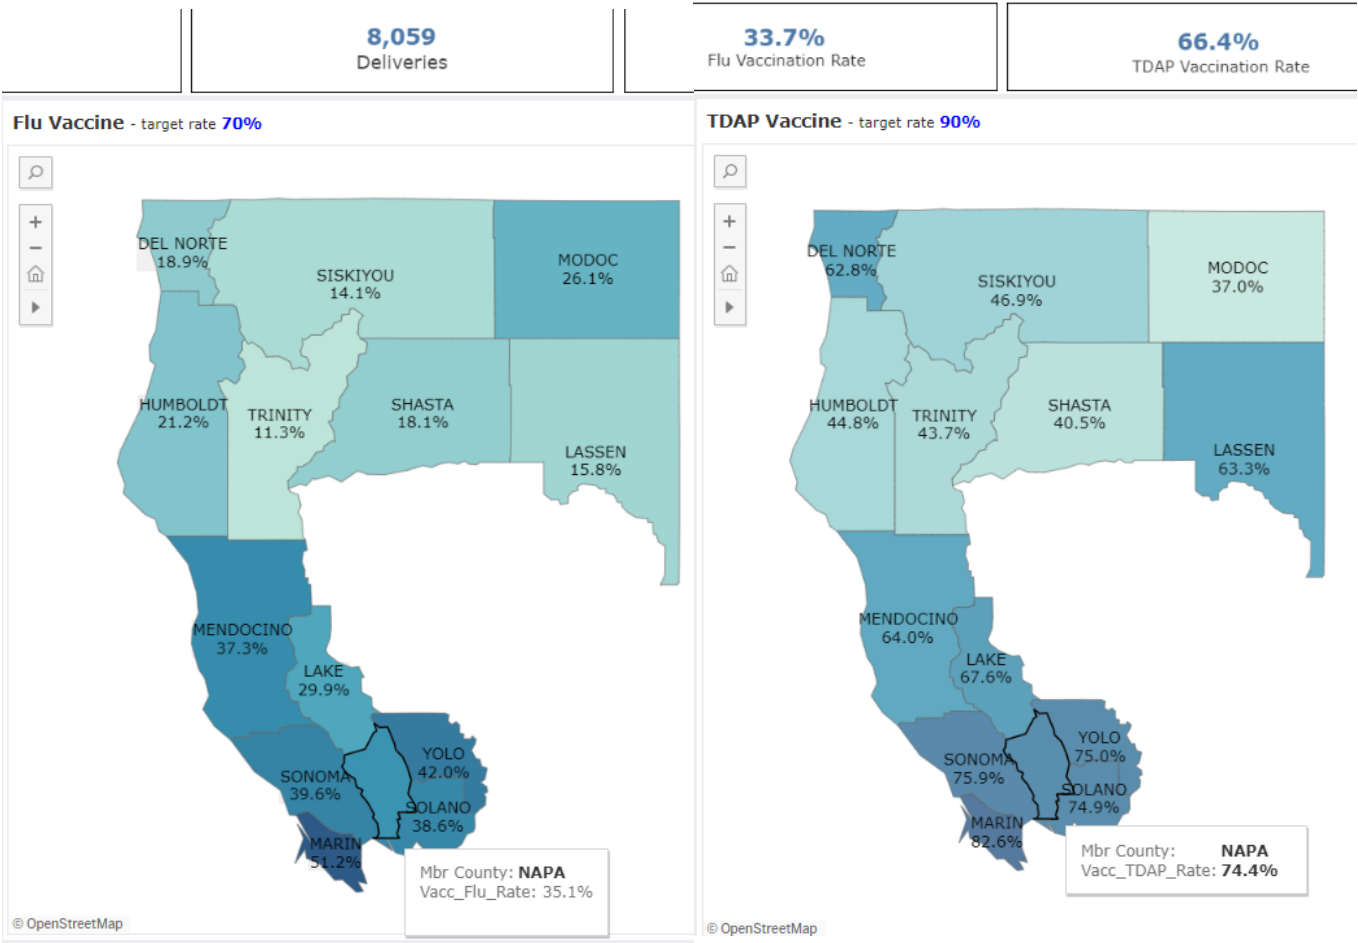 8,059
Deliveries
33.7%
Flu Vaccination Rate
66.4%
TDAP Vaccination Rate
Flu Vaccine - target rate 70%
DEL NORTE
18.9%
SISKIYOU
14.1%
MODOC
26.1%
HUMBOLDT
21.2%
TRINITY
11.3%
SHASTA
18.1%
LASSEN
15.8%
MENDOCINO
37.3%
LAKE
29.9%
YOLO
42.0%
SONOMA
39.6%
SOLANO
38.6%
MARIN
51.2%
Mbr County: NAPA
Vacc_Flu_Rate: 35.1%
© OpenStreetMap
TDAP Vaccine - target rate 90%
DEL NORTE
62.8%
SISKIYOU
46.9%
MODOC
37.0%
HUMBOLDT
44.8%
TRINITY
43.7%
SHASTA
40.5%
LASSEN
63.3%
MENDOCINO
64.0%
LAKE
67.6%
YOLO
75.0%
SONOMA
75.9%
SOLANO
74.9%
MARIN
82.6%
Mbr County: NAPA
Vacc_TDAP_Rate: 74.4%
© OpenStreetMap